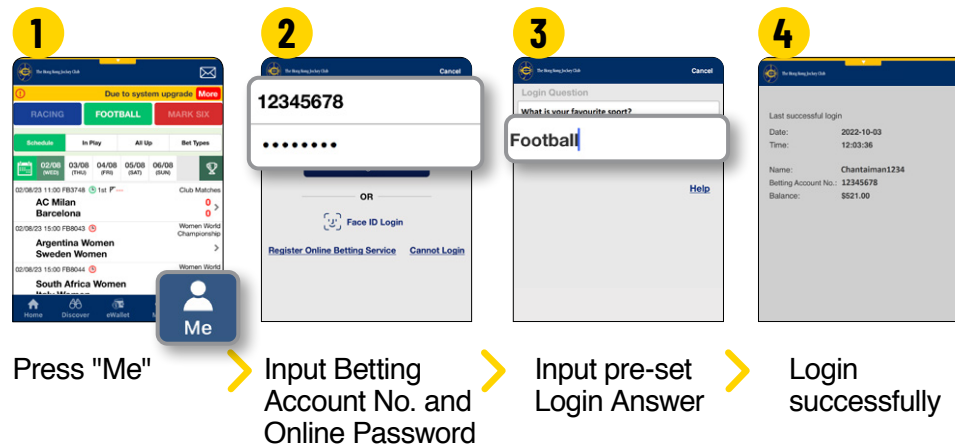 1
The Hong Kong Jockey Club
Due to system upgrade More
RACING FOOTBALL MARK SIX
Schedule In Play All Up Bet Types
02/08 03/08 04/08 05/08 06/08
(WED) (THU) (FRI) (SAT) (SUN)
02/08/23 11:00 FB3748 1st Club Matches
AC Milan 0
Barcelona 0
02/08/23 15:00 FB8043 Women World
Championship
Argentina Women
Sweden Women
02/08/23 15:00 FB8044 Women World
South Africa Women
Italy Women
Home Discover eWallet
Me
Press "Me"
2
The Hong Kong Jockey Club Cancel
12345678
••••••••
OR
Face ID Login
Register Online Betting Service Cannot Login
Input Betting
Account No. and
Online Password
3
The Hong Kong Jockey Club Cancel
Login Question
What is your favourite sport?
Football
Help
Input pre-set
Login Answer
4
The Hong Kong Jockey Club
Last successful login
Date: 2022-10-03
Time: 12:03:36
Name: Chantaiman1234
Betting Account No.: 12345678
Balance: $521.00
Login
successfully